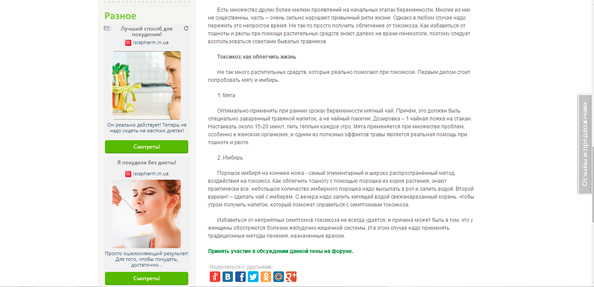 Разное
Лучший способ для
похудения!
izrapharm.in.ua
Он реально действует! Теперь не
надо сидеть на жестких диетах!
Смотреть!
Я похудела без диеты!
izrapharm.in.ua
Просто ошеломляющий результат!
Для того, чтобы похудеть,
достаточно...
Смотреть!
Есть множество других более мелких проявлений на начальных этапах беременности. Многие из них
не существенны, часть – очень сильно нарушают привычный ритм жизни. Однако в любом случае надо
пережить это непростое время. Не так-то просто получить облегчение от токсикоза. Как избавиться от
тошноты и рвоты при помощи растительных средств знают далеко не врачи-гинекологи, поэтому следует
воспользоваться советами бывалых травников.
Токсикоз: как облегчить жизнь
Не так много растительных средств, которые реально помогают при токсикозе. Первым делом стоит
попробовать мяту и имбирь.
1. Мята
Оптимально применять при ранних сроках беременности мятный чай. Причём, это должен быть
специально заваренный травяной напиток, а не чайный пакетик. Дозировка – 1 чайная ложка на стакан.
Настаивать около 15-20 минут, пить тёплым каждое утро. Мята применяется при множестве проблем,
особенно в женском организме, и одним из полезных эффектов травы является реальная помощь при
тошноте и рвоте.
2. Имбирь
Порошок имбиря на кончике ножа - самый элементарный и широко распространённый метод
воздействия на токсикоз. Как облегчить тошноту с помощью порошка из корня растения, знают
практически все: небольшое количество имбирного порошка надо высыпать в рот и запить водой. Второй
вариант – сделать чай с имбирём. С вечера надо залить кипящей водой свеженарезанный корень, чтобы
утром получить напиток, который поможет справиться с симптомами токсикоза.
Избавиться от неприятных симптомов токсикоза не всегда удаётся, и причина может быть в том, что у
женщины обостряются болезни желудочно-кишечной системы. И в этом случае надо применять
традиционные методы лечения, назначенные врачом.
Принять участие в обсуждении данной темы на форуме.
Поделиться с друзьями:
Отзывы и предложения